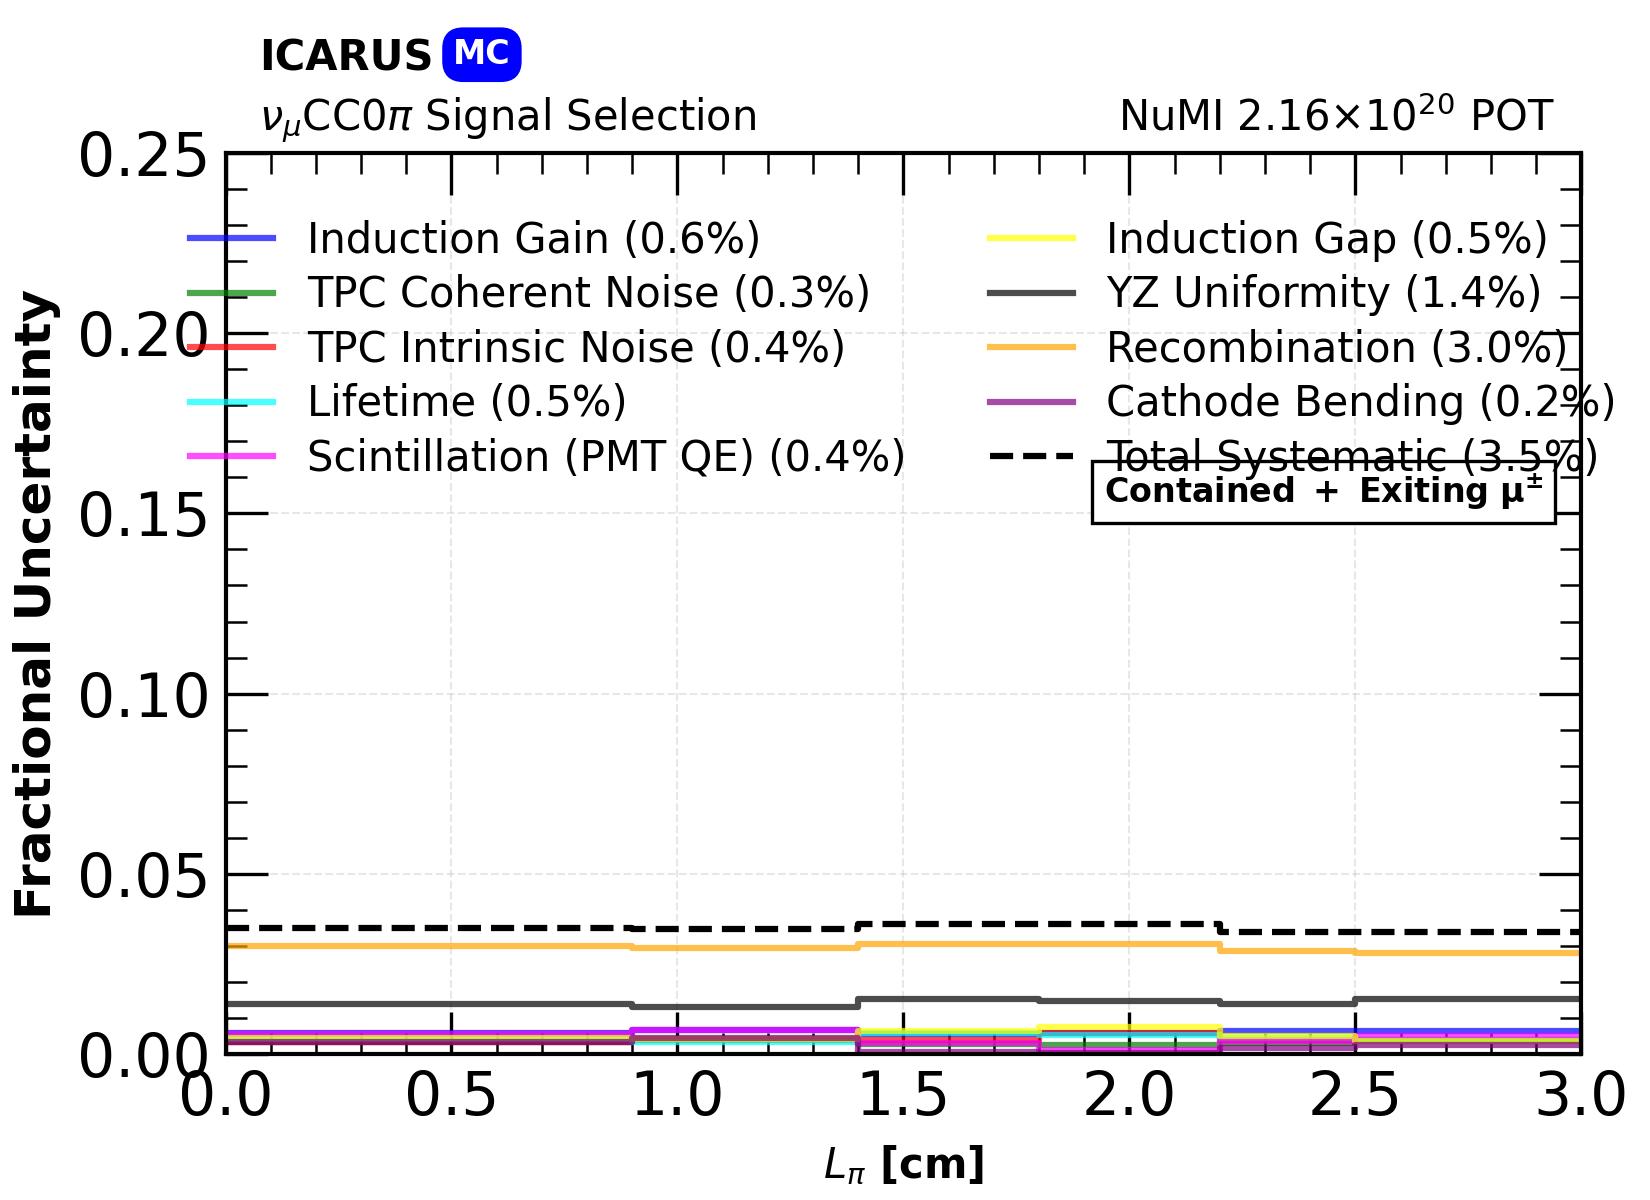 ICARUS MC
νμCC0π Signal Selection
NuMI 2.16×10²⁰ POT
Fractional Uncertainty
0.25
0.20
0.15
0.10
0.05
0.00
Induction Gain (0.6%)
TPC Coherent Noise (0.3%)
TPC Intrinsic Noise (0.4%)
Lifetime (0.5%)
Scintillation (PMT QE) (0.4%)
Induction Gap (0.5%)
YZ Uniformity (1.4%)
Recombination (3.0%)
Cathode Bending (0.2%)
Total Systematic (3.5%)
Contained + Exiting μ±
0.0 0.5 1.0 1.5 2.0 2.5 3.0
Lπ [cm]